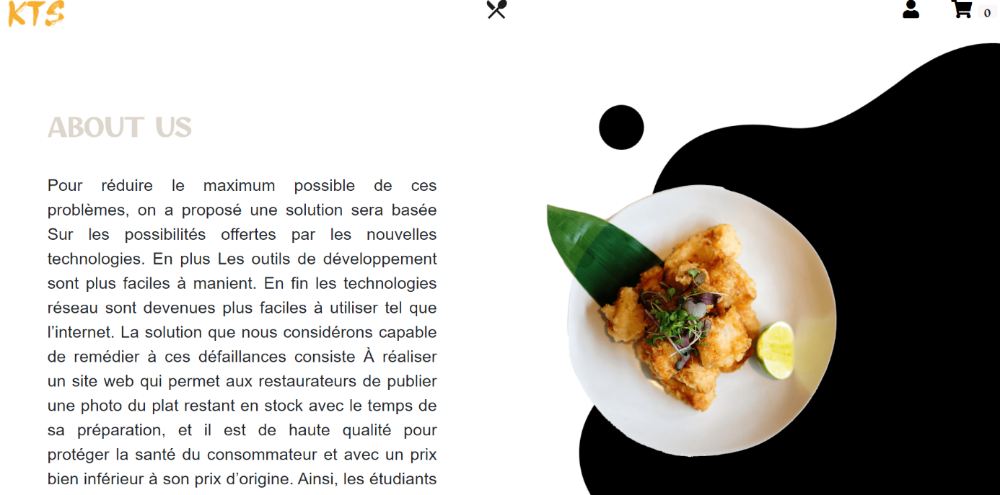 KTS
0
ABOUT US
Pour réduire le maximum possible de ces
problèmes, on a proposé une solution sera basée
Sur les possibilités offertes par les nouvelles
technologies. En plus Les outils de développement
sont plus faciles à manient. En fin les technologies
réseau sont devenues plus faciles à utiliser tel que
l’internet. La solution que nous considérons capable
de remédier à ces défaillances consiste À réaliser
un site web qui permet aux restaurateurs de publier
une photo du plat restant en stock avec le temps de
sa préparation, et il est de haute qualité pour
protéger la santé du consommateur et avec un prix
bien inférieur à son prix d’origine. Ainsi, les étudiants